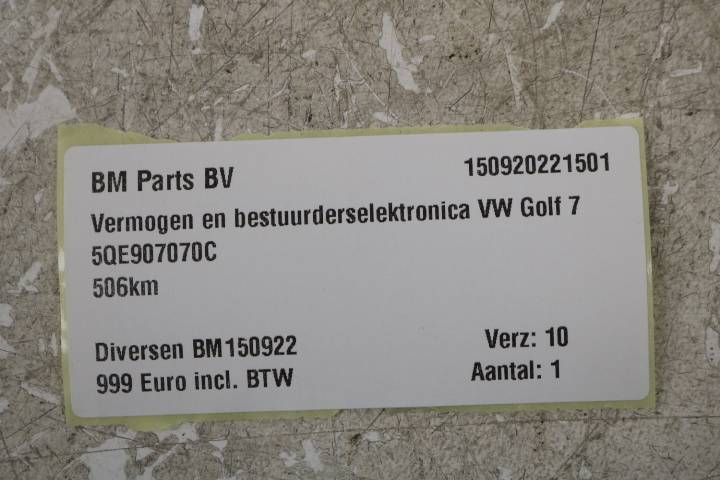 BM Parts BV 150920221501
Vermogen en bestuurderselektronica VW Golf 7
5QE907070C
506km
Diversen BM150922 Verz: 10
999 Euro incl. BTW Aantal: 1